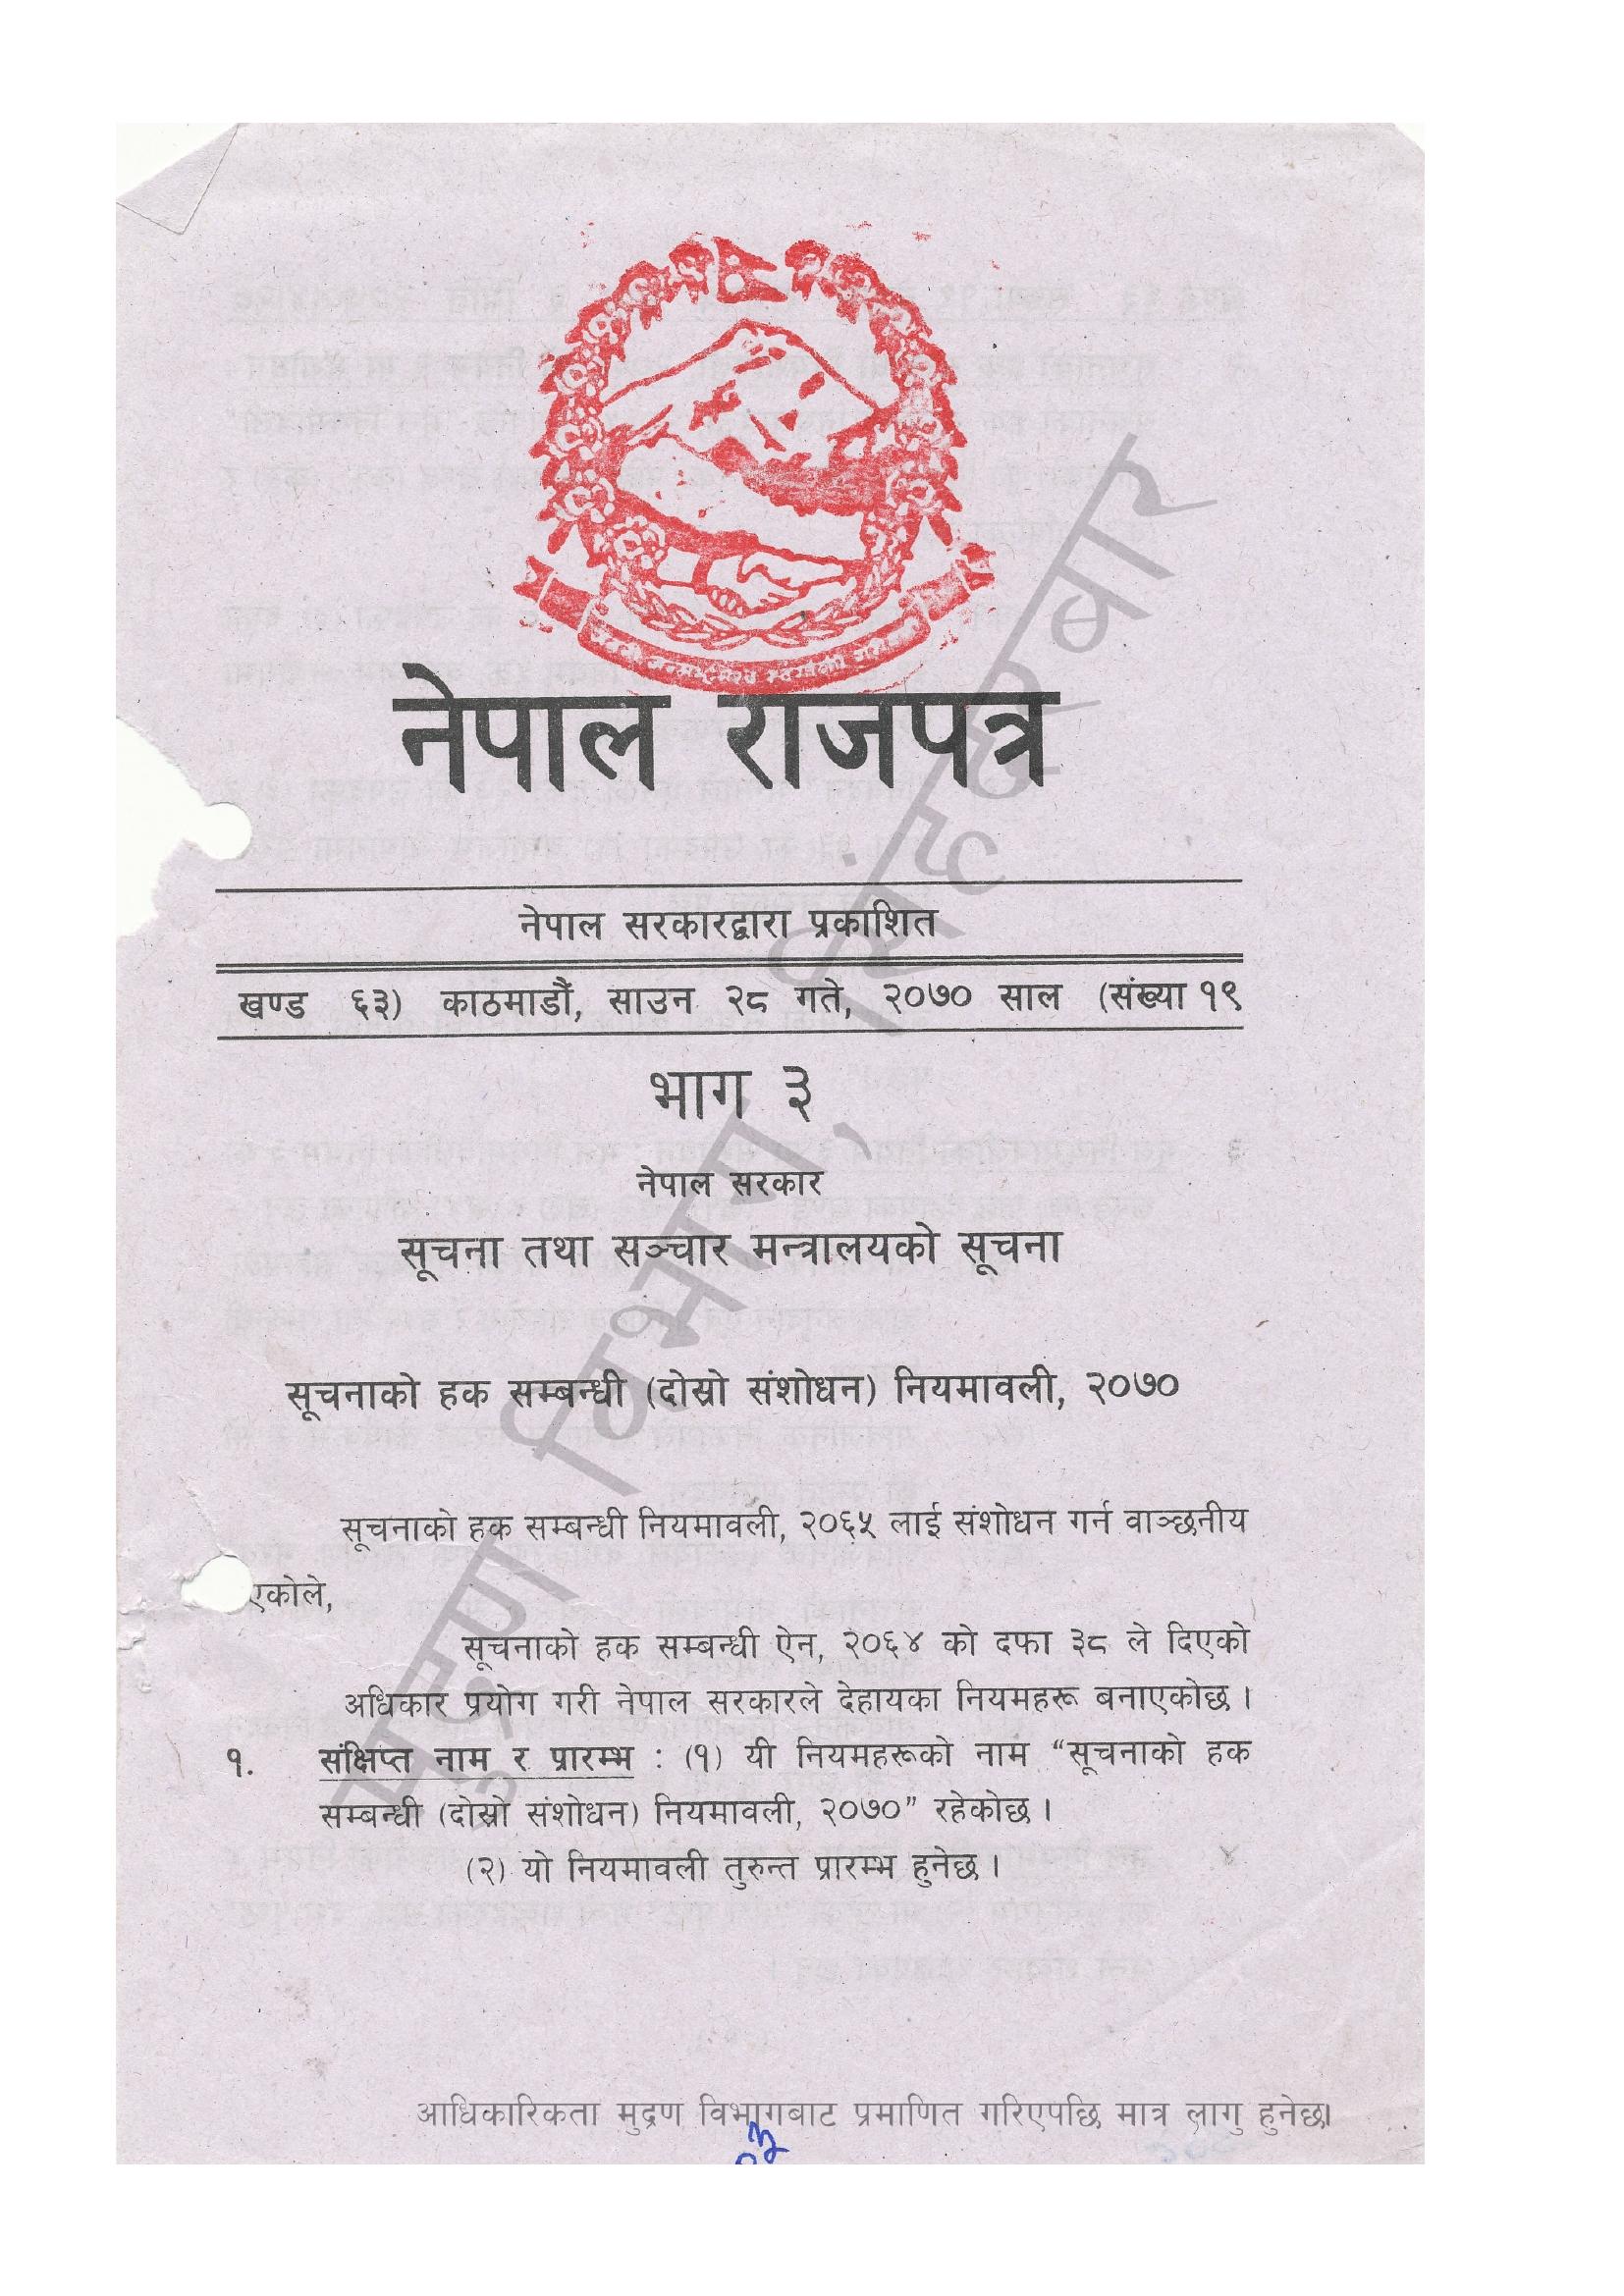 नेपाल राजपत्र
नेपाल सरकारद्वारा प्रकाशित
खण्ड ६३) काठमाडौं, साउन २८ गते, २०७० साल (संख्या १९
भाग ३
नेपाल सरकार
सूचना तथा सञ्चार मन्त्रालयको सूचना
सूचनाको हक सम्बन्धी (दोस्रो संशोधन) नियमावली, २०७०
सूचनाको हक सम्बन्धी नियमावली, २०६५ लाई संशोधन गर्न वाञ्छनीय
एकोले,
सूचनाको हक सम्बन्धी ऐन, २०६४ को दफा ३८ ले दिएको
अधिकार प्रयोग गरी नेपाल सरकारले देहायका नियमहरू बनाएकोछ ।
१. संक्षिप्त नाम र प्रारम्भ : (१) यी नियमहरूको नाम “सूचनाको हक
सम्बन्धी (दोस्रो संशोधन) नियमावली, २०७०” रहेकोछ ।
(२) यो नियमावली तुरुन्त प्रारम्भ हुनेछ ।
मुद्रण विभाग, सिंहदरबार
आधिकारिकता मुद्रण विभागबाट प्रमाणित गरिएपछि मात्र लागु हुनेछ।